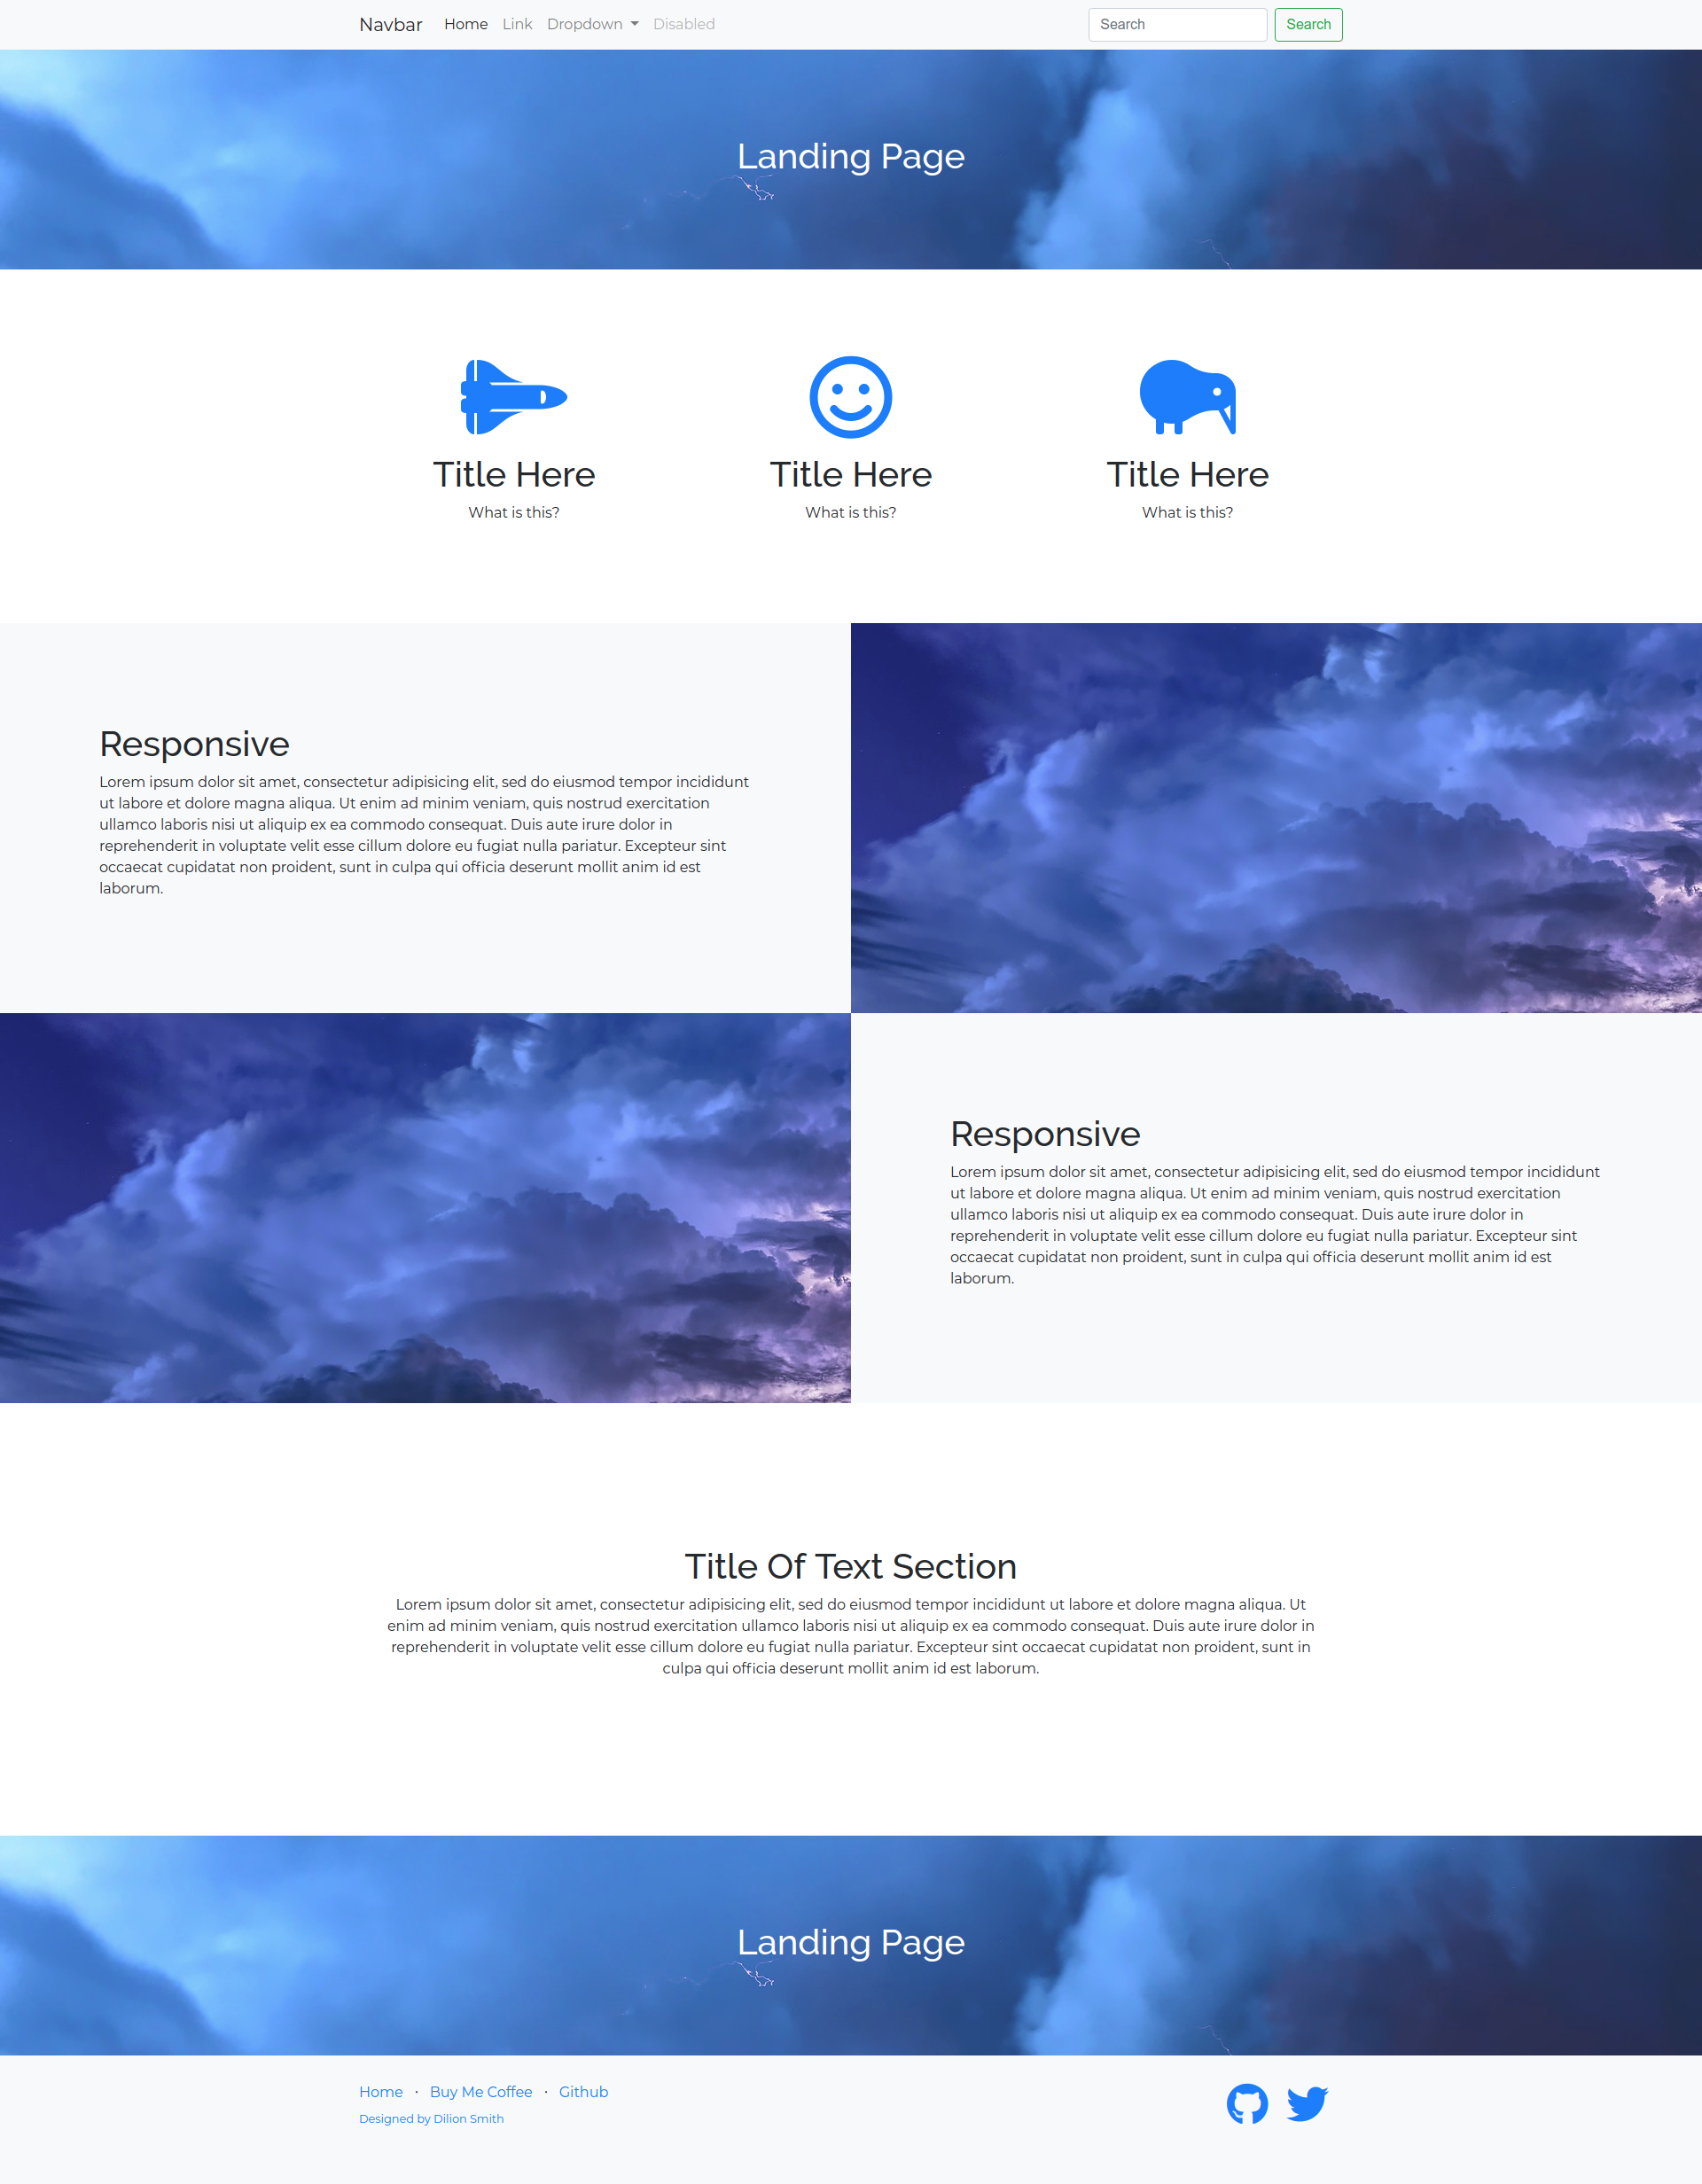 Navbar Home Link Dropdown Disabled Search Search
Landing Page
Title Here Title Here Title Here
What is this? What is this? What is this?
Responsive
Lorem ipsum dolor sit amet, consectetur adipisicing elit, sed do eiusmod tempor incididunt
ut labore et dolore magna aliqua. Ut enim ad minim veniam, quis nostrud exercitation
ullamco laboris nisi ut aliquip ex ea commodo consequat. Duis aute irure dolor in
reprehenderit in voluptate velit esse cillum dolore eu fugiat nulla pariatur. Excepteur sint
occaecat cupidatat non proident, sunt in culpa qui officia deserunt mollit anim id est
laborum.
Responsive
Lorem ipsum dolor sit amet, consectetur adipisicing elit, sed do eiusmod tempor incididunt
ut labore et dolore magna aliqua. Ut enim ad minim veniam, quis nostrud exercitation
ullamco laboris nisi ut aliquip ex ea commodo consequat. Duis aute irure dolor in
reprehenderit in voluptate velit esse cillum dolore eu fugiat nulla pariatur. Excepteur sint
occaecat cupidatat non proident, sunt in culpa qui officia deserunt mollit anim id est
laborum.
Title Of Text Section
Lorem ipsum dolor sit amet, consectetur adipisicing elit, sed do eiusmod tempor incididunt ut labore et dolore magna aliqua. Ut
enim ad minim veniam, quis nostrud exercitation ullamco laboris nisi ut aliquip ex ea commodo consequat. Duis aute irure dolor in
reprehenderit in voluptate velit esse cillum dolore eu fugiat nulla pariatur. Excepteur sint occaecat cupidatat non proident, sunt in
culpa qui officia deserunt mollit anim id est laborum.
Landing Page
Home · Buy Me Coffee · Github
Designed by Dilion Smith